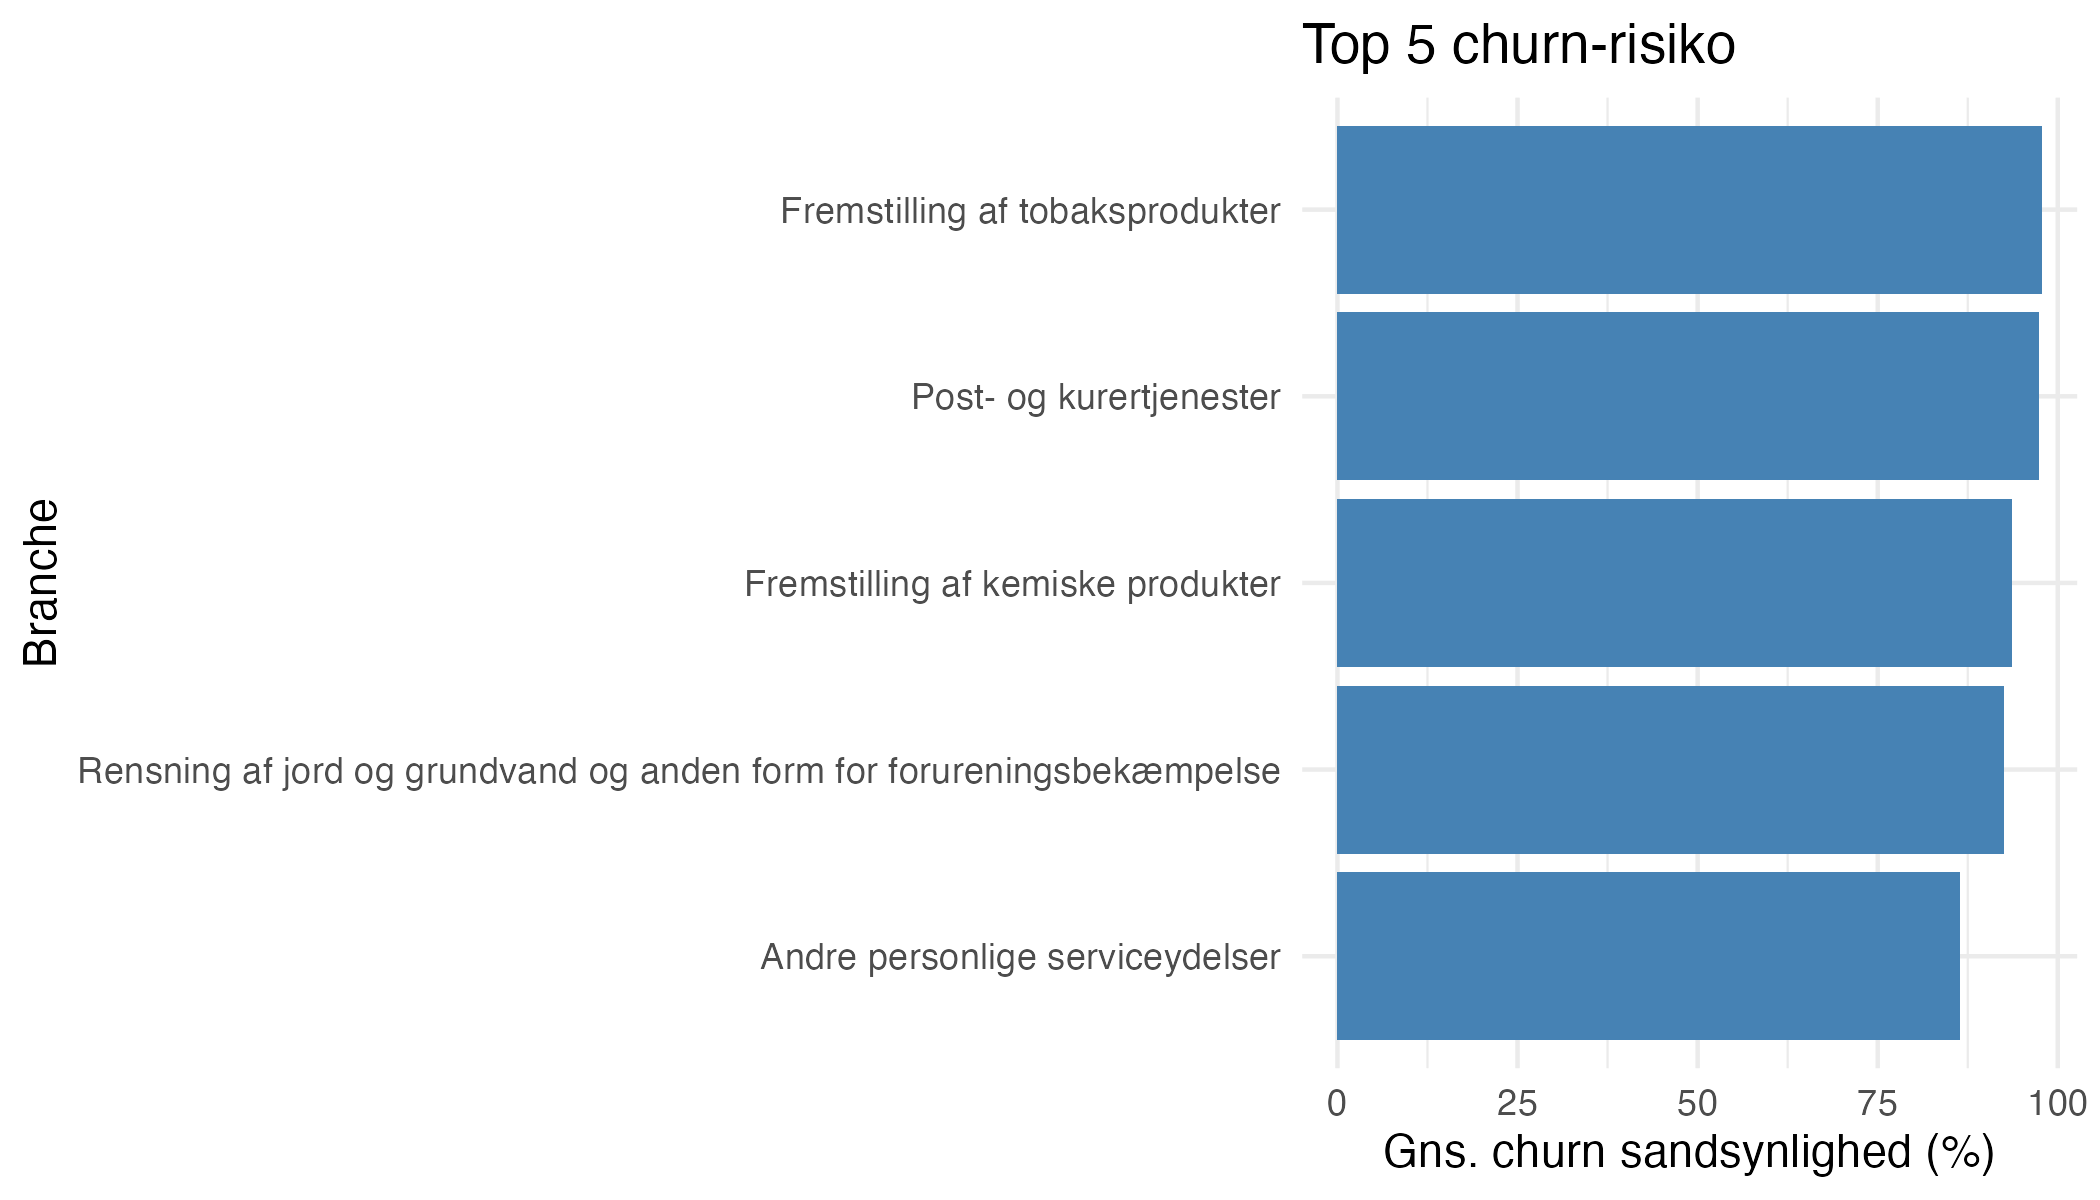 Top 5 churn-risiko
Branche
Fremstilling af tobaksprodukter
Post- og kurertjenester
Fremstilling af kemiske produkter
Rensning af jord og grundvand og anden form for forureningsbekæmpelse
Andre personlige serviceydelser
0 25 50 75 100
Gns. churn sandsynlighed (%)